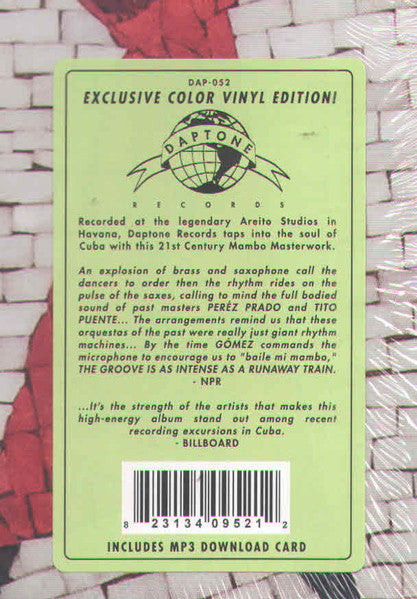 DAP-052
EXCLUSIVE COLOR VINYL EDITION!
DAPTONE
RECORDS
Recorded at the legendary Areito Studios in
Havana, Daptone Records taps into the soul of
Cuba with this 21st Century Mambo Masterwork.
An explosion of brass and saxophone call the
dancers to order then the rhythm rides on the
pulse of the saxes, calling to mind the full bodied
sound of past masters PERÉZ PRADO and TITO
PUENTE... The arrangements remind us that these
orquestas of the past were really just giant rhythm
machines... By the time GÓMEZ commands the
microphone to encourage us to "baile mi mambo,"
THE GROOVE IS AS INTENSE AS A RUNAWAY TRAIN.
- NPR
...It's the strength of the artists that makes this
high-energy album stand out among recent
recording excursions in Cuba.
- BILLBOARD
8 23134 09521 2
INCLUDES MP3 DOWNLOAD CARD